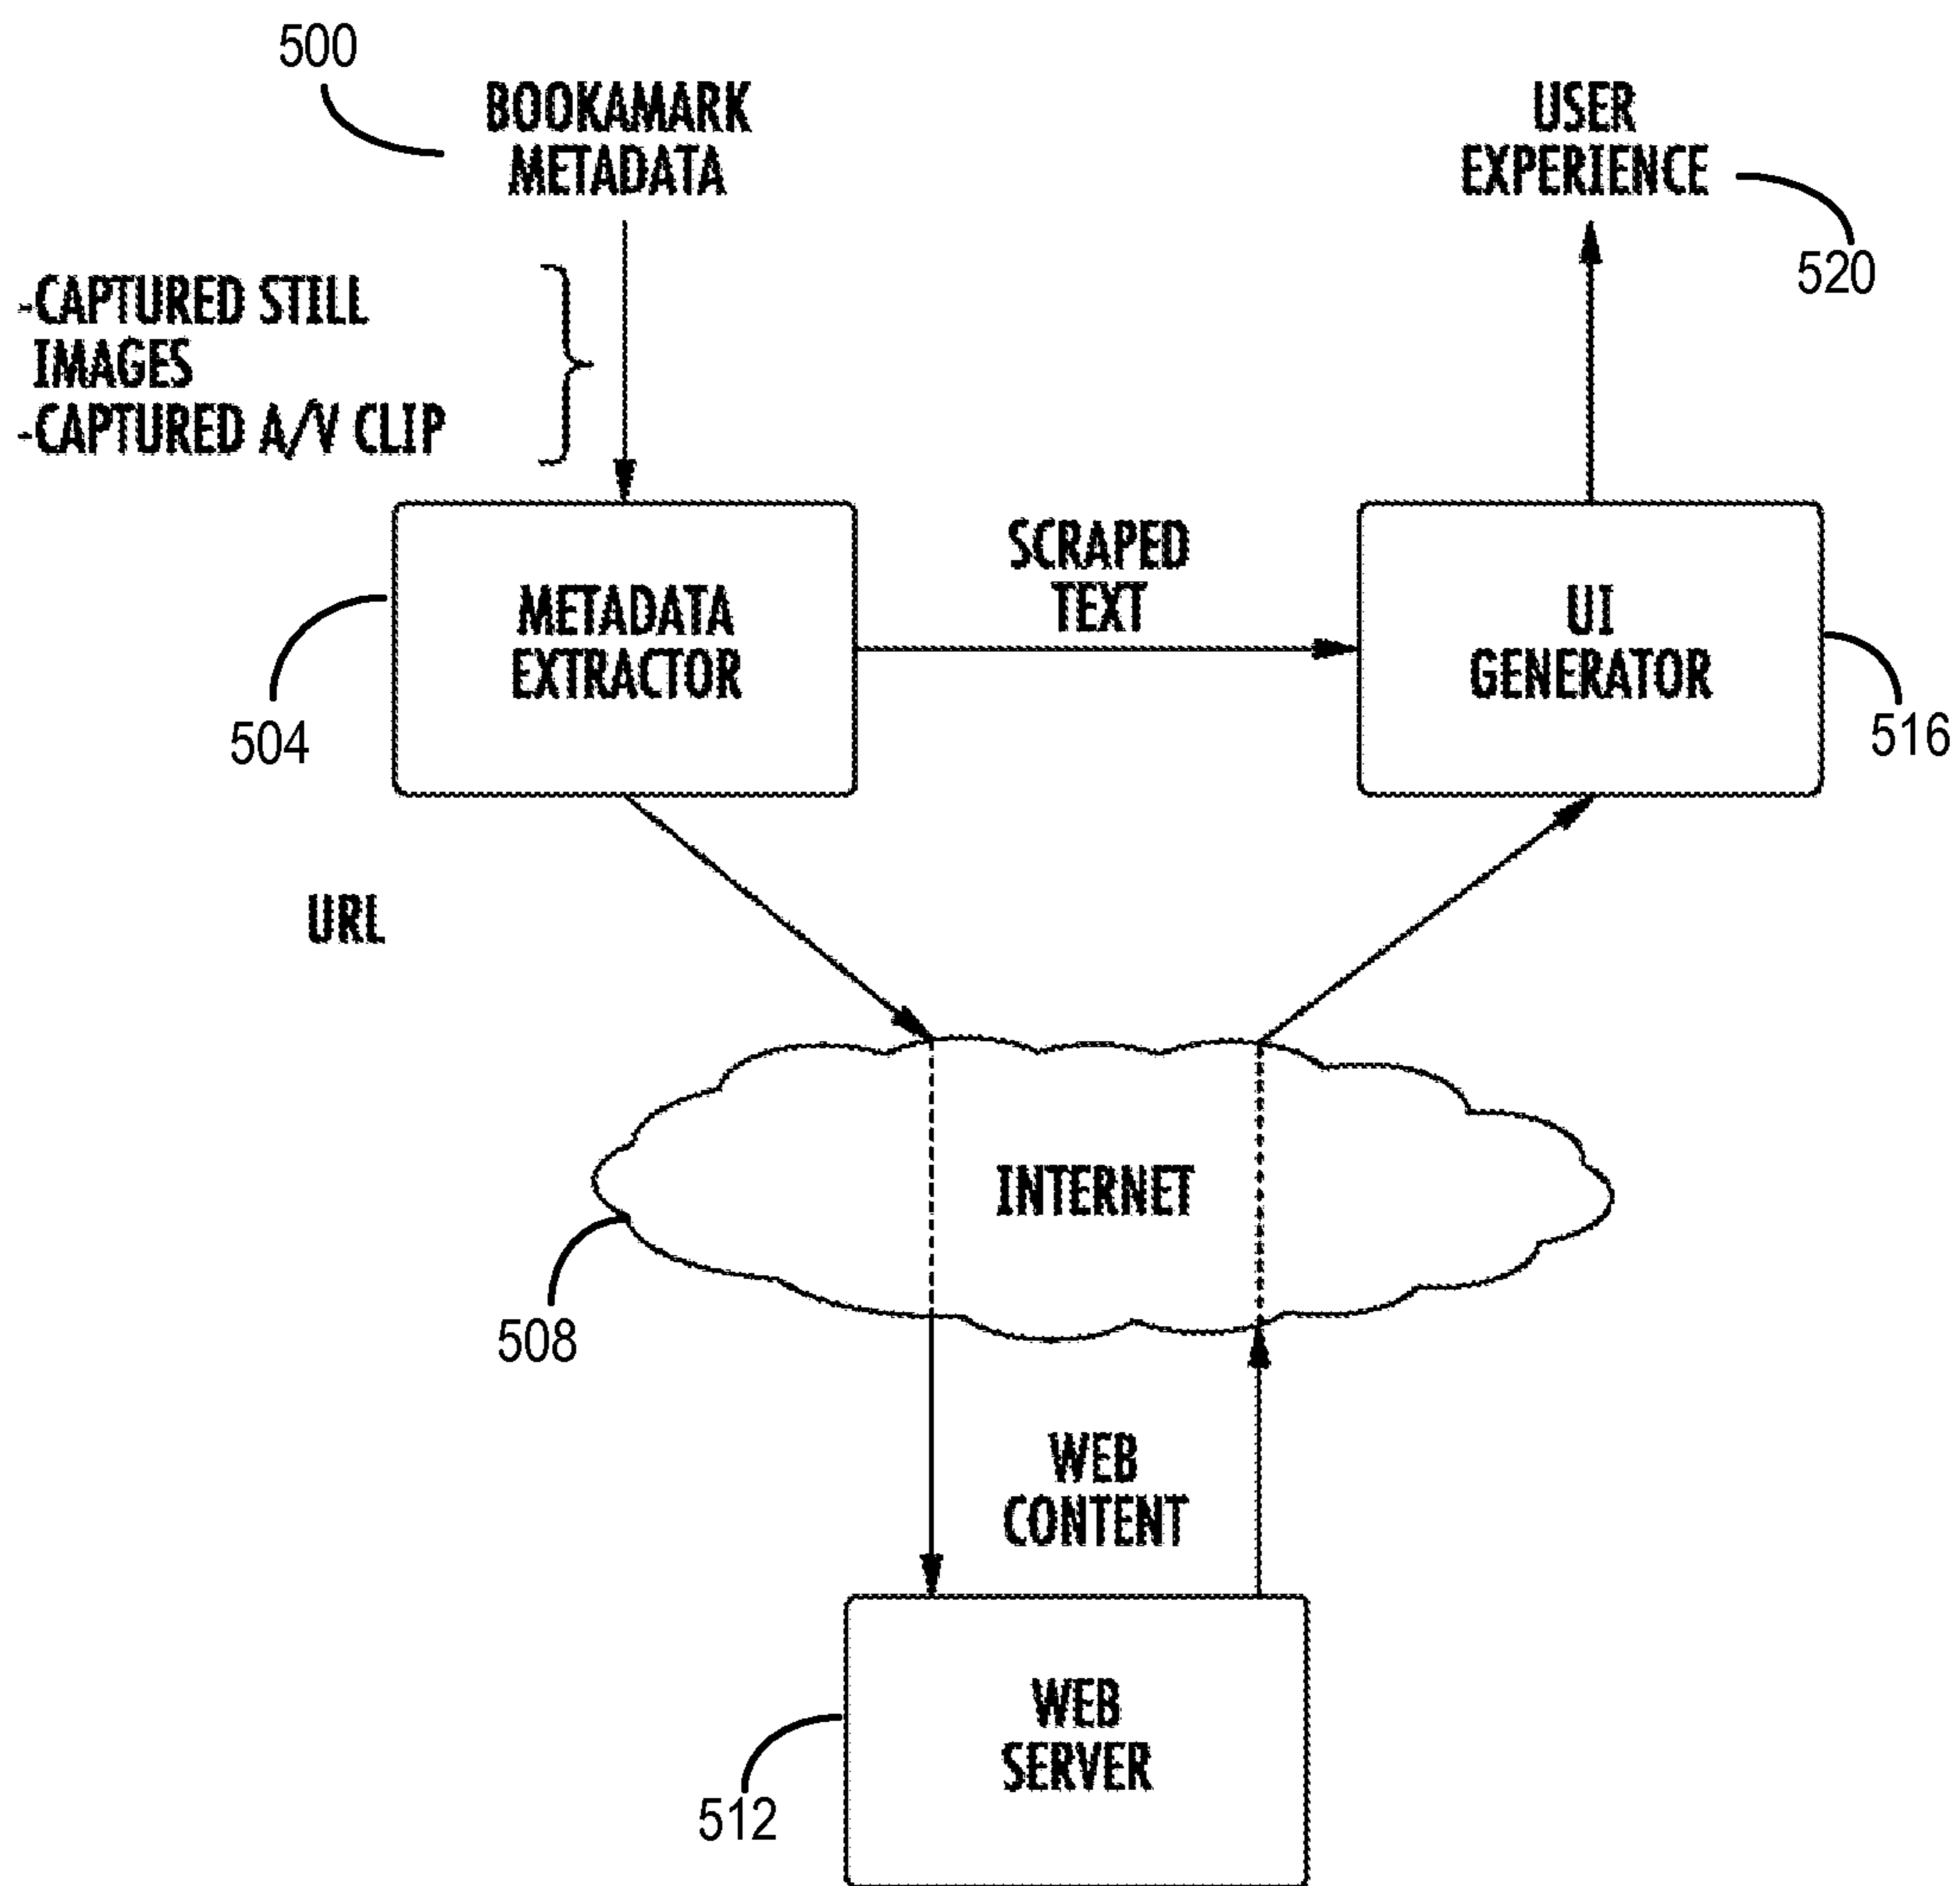 500
BOOKAMARK
METADATA
USER
EXPERIENCE
520
-CAPTURED STILL
IMAGES
-CAPTURED A/V CLIP
METADATA
EXTRACTOR
504
SCRAPED
TEXT
UI
GENERATOR
516
URL
INTERNET
508
WEB
CONTENT
WEB
SERVER
512